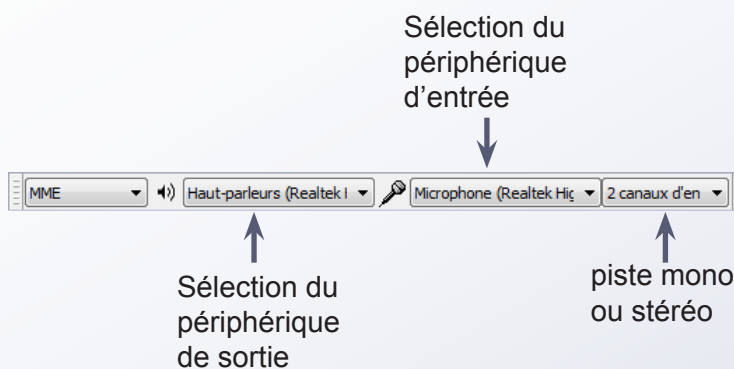 Sélection du
périphérique
d’entrée
MME
Haut-parleurs (Realtek
Microphone (Realtek Hig
2 canaux d'en
Sélection du
périphérique
de sortie
piste mono
ou stéréo